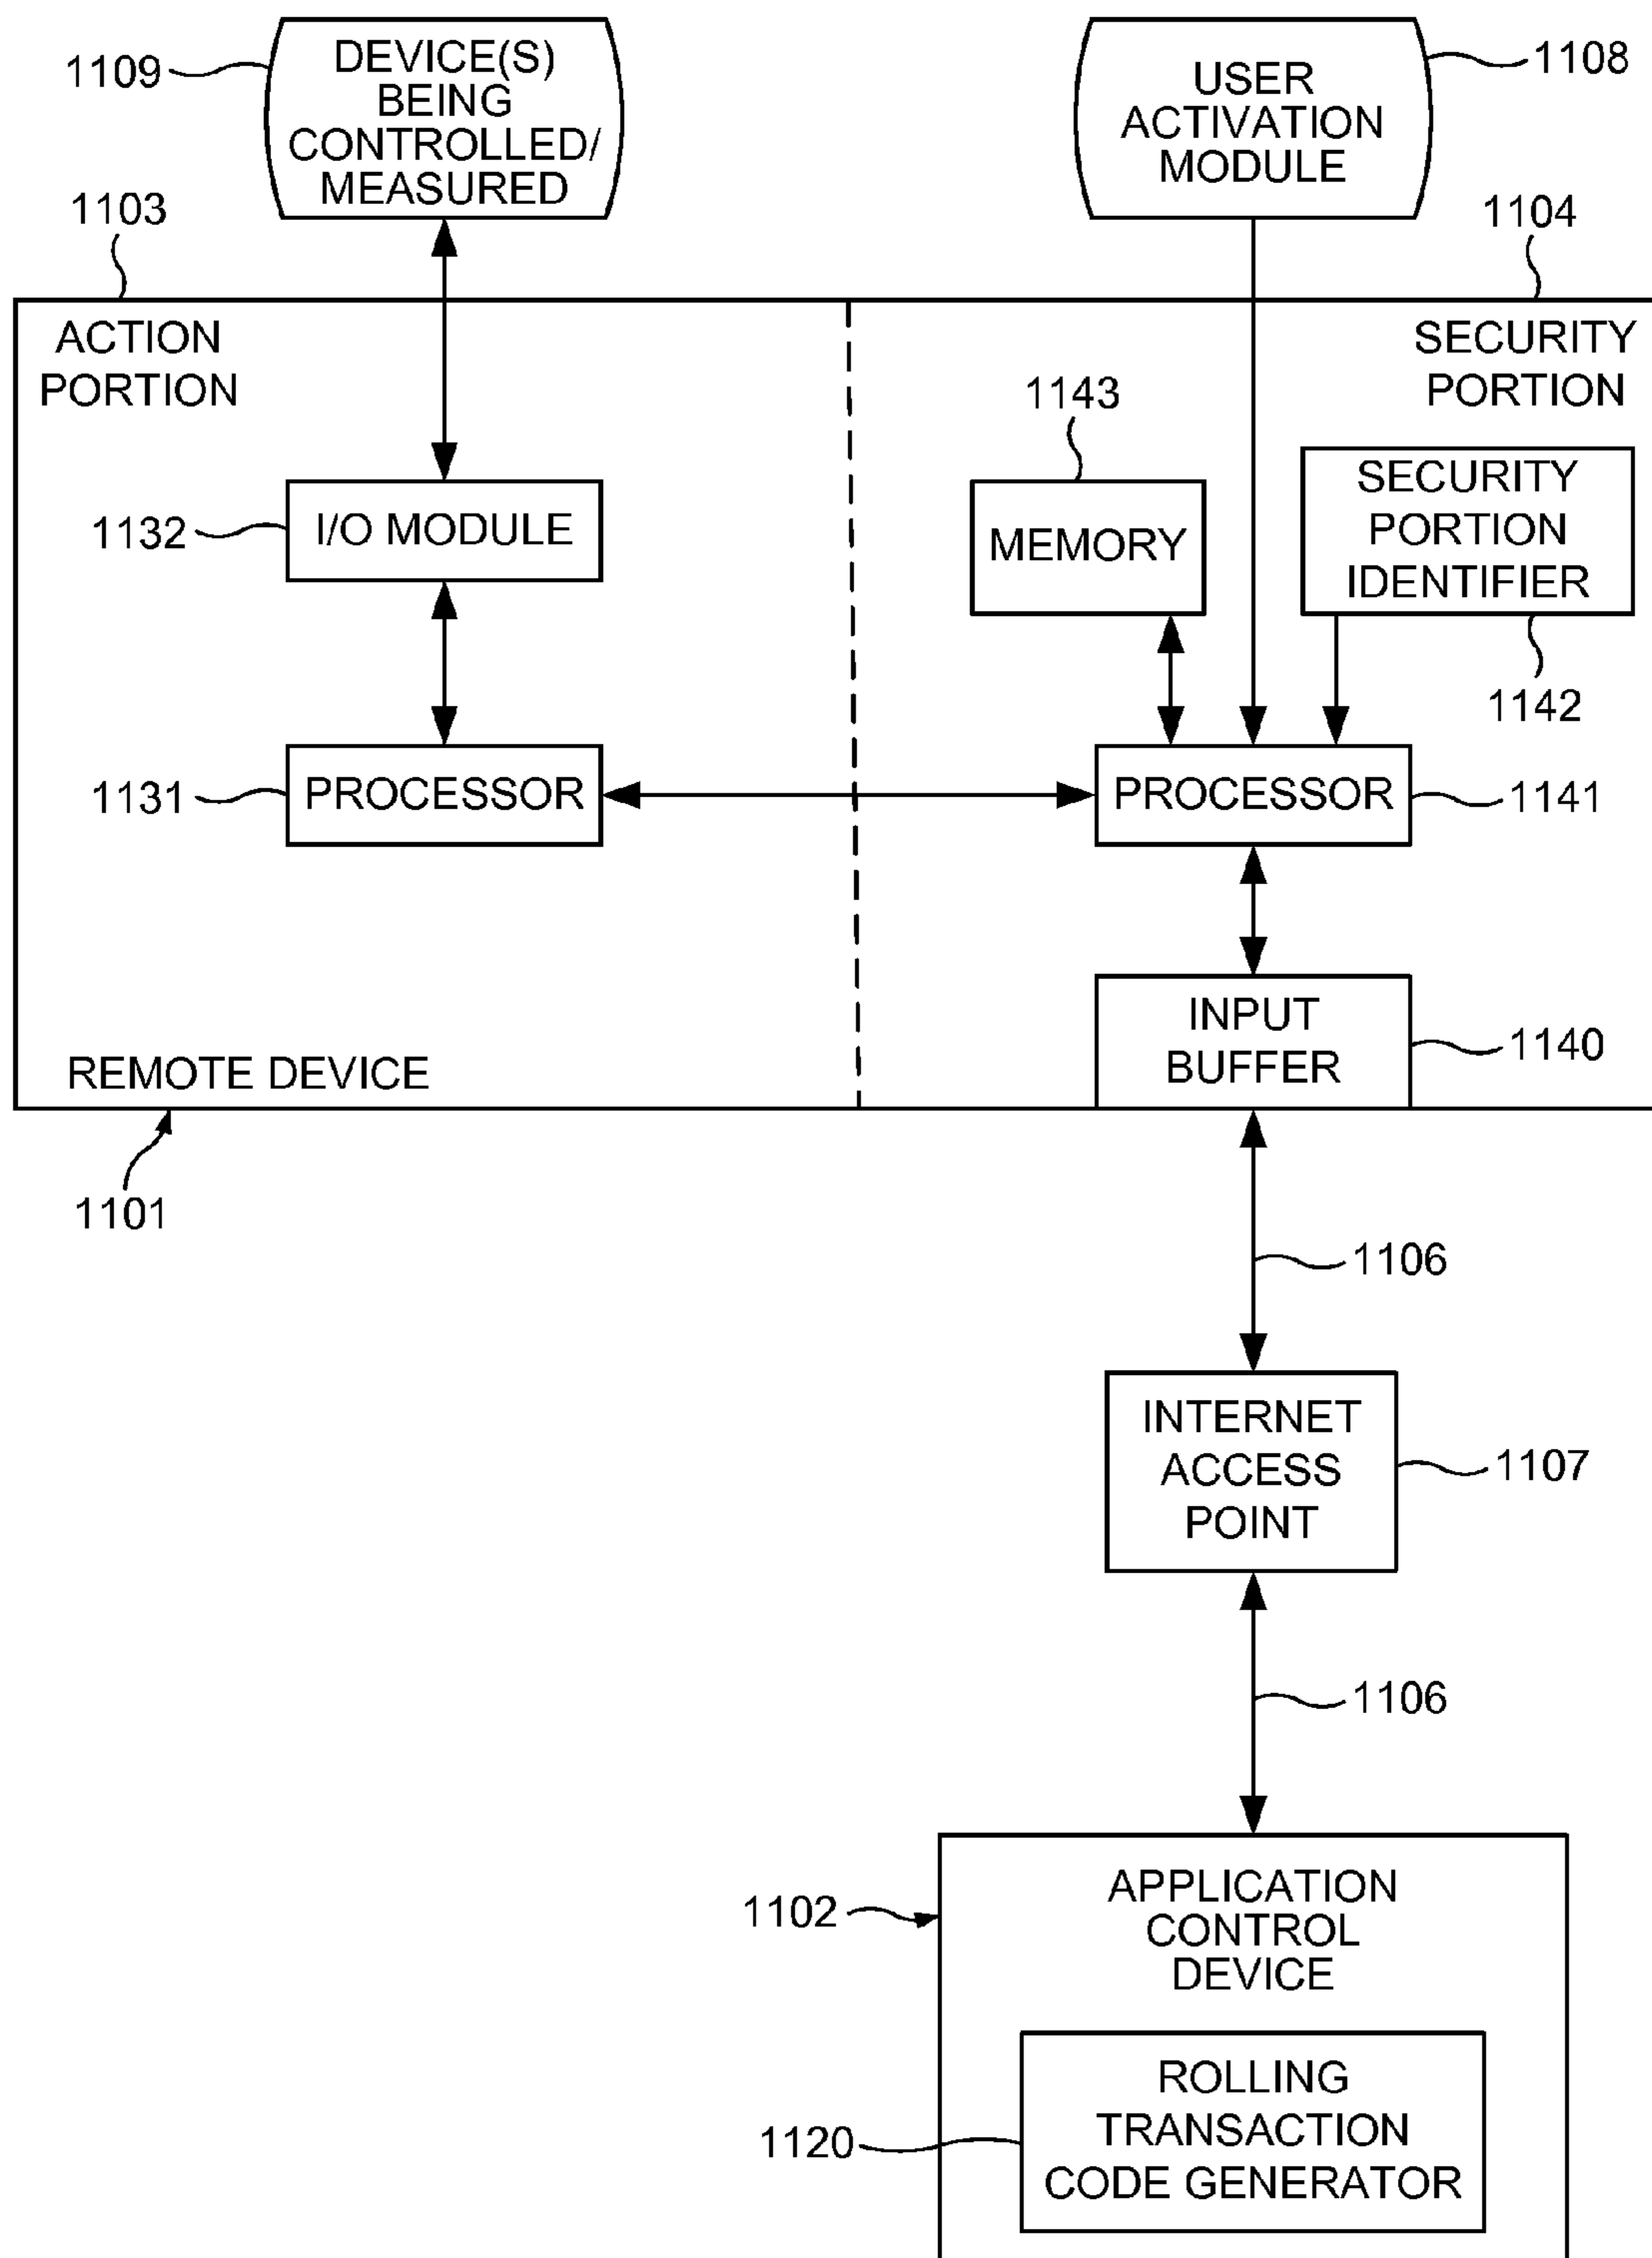 1109
DEVICE(S)
BEING
CONTROLLED/
MEASURED
USER
ACTIVATION
MODULE
1108
1103
1104
ACTION
PORTION
SECURITY
PORTION
1143
1132
I/O MODULE
MEMORY
SECURITY
PORTION
IDENTIFIER
1142
1131
PROCESSOR
PROCESSOR
1141
INPUT
BUFFER
1140
REMOTE DEVICE
1101
1106
INTERNET
ACCESS
POINT
1107
1106
1102
APPLICATION
CONTROL
DEVICE
1120
ROLLING
TRANSACTION
CODE GENERATOR